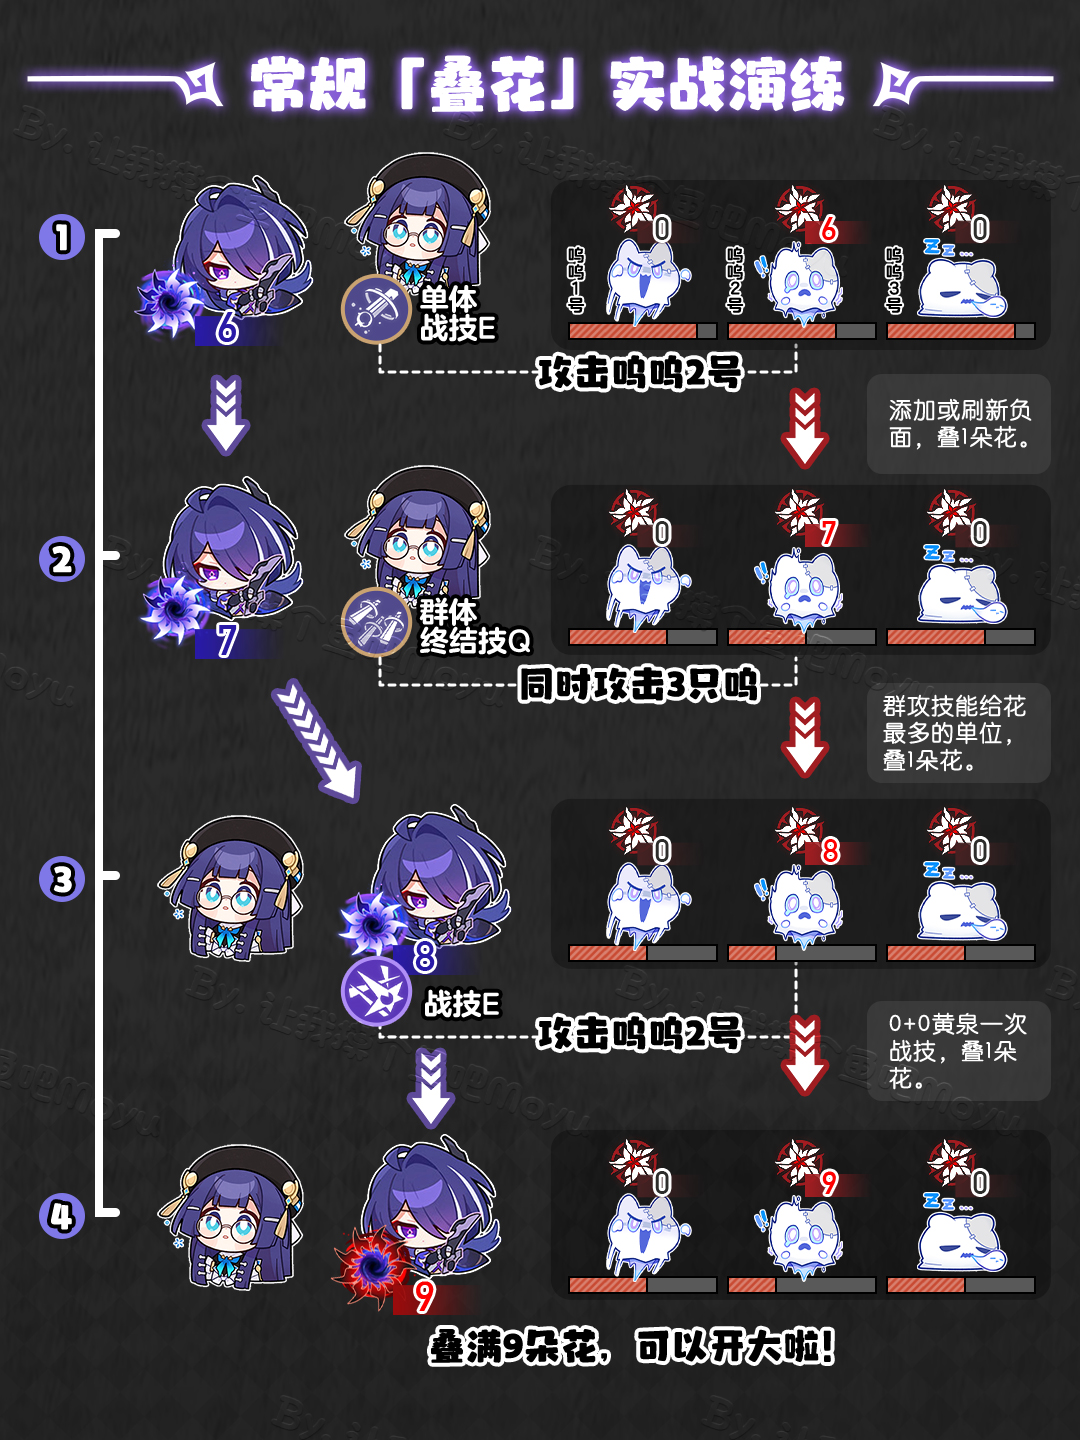 常规「叠花」实战演练
1
6
单体
战技E
0
6
0
呜呜1号
呜呜2号
呜呜3号
zz...
攻击呜呜2号
添加或刷新负
面，叠1朵花。
2
7
群体
终结技Q
0
7
0
zz...
同时攻击3只呜
群攻技能给花
最多的单位，
叠1朵花。
3
8
战技E
0
8
0
zz...
攻击呜呜2号
0+0黄泉一次
战技，叠1朵
花。
4
9
0
9
0
zz...
叠满9朵花，可以开大啦！